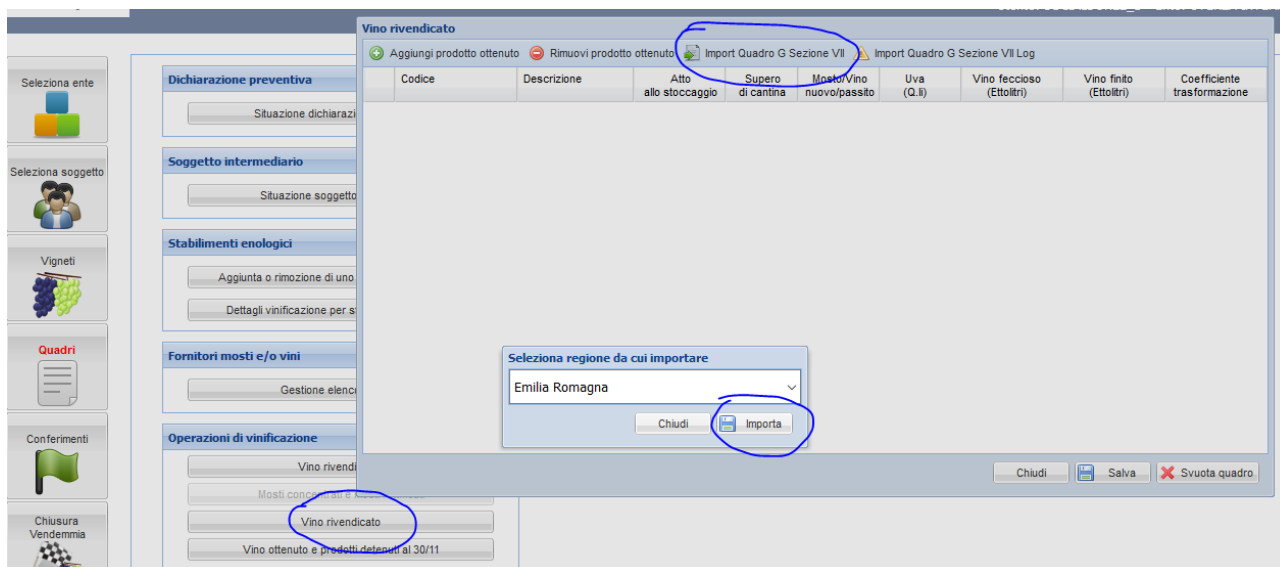 Seleziona ente
Seleziona soggetto
Vigneti
Quadri
Conferimenti
Chiusura
Vendemmia
Dichiarazione preventiva
Situazione
Soggetto intermediario
Situazione soggetto
Stabilimenti enologici
Aggiunta o rimozione di uno
Dettagli vinificazione per
Fornitori mosti e/o vini
Gestione
Operazioni di vinificazione
Vino
Mosti concentrati e
Vino rivendicato
Vino ottenuto e prodotti detenuti al 30/11
Vino rivendicato
Aggiungi prodotto ottenuto Rimuovi prodotto ottenuto Import Quadro G Sezione VII Import Quadro G Sezione VII Log
Codice Descrizione Atto allo stoccaggio Supero di cantina Mosto/Vino nuovo/passito Uva (Q.li) Vino feccioso (Ettolitri) Vino finito (Ettolitri) Coefficiente trasformazione
Seleziona regione da cui importare
Emilia Romagna
Chiudi Importa
Chiudi Salva Svuota quadro